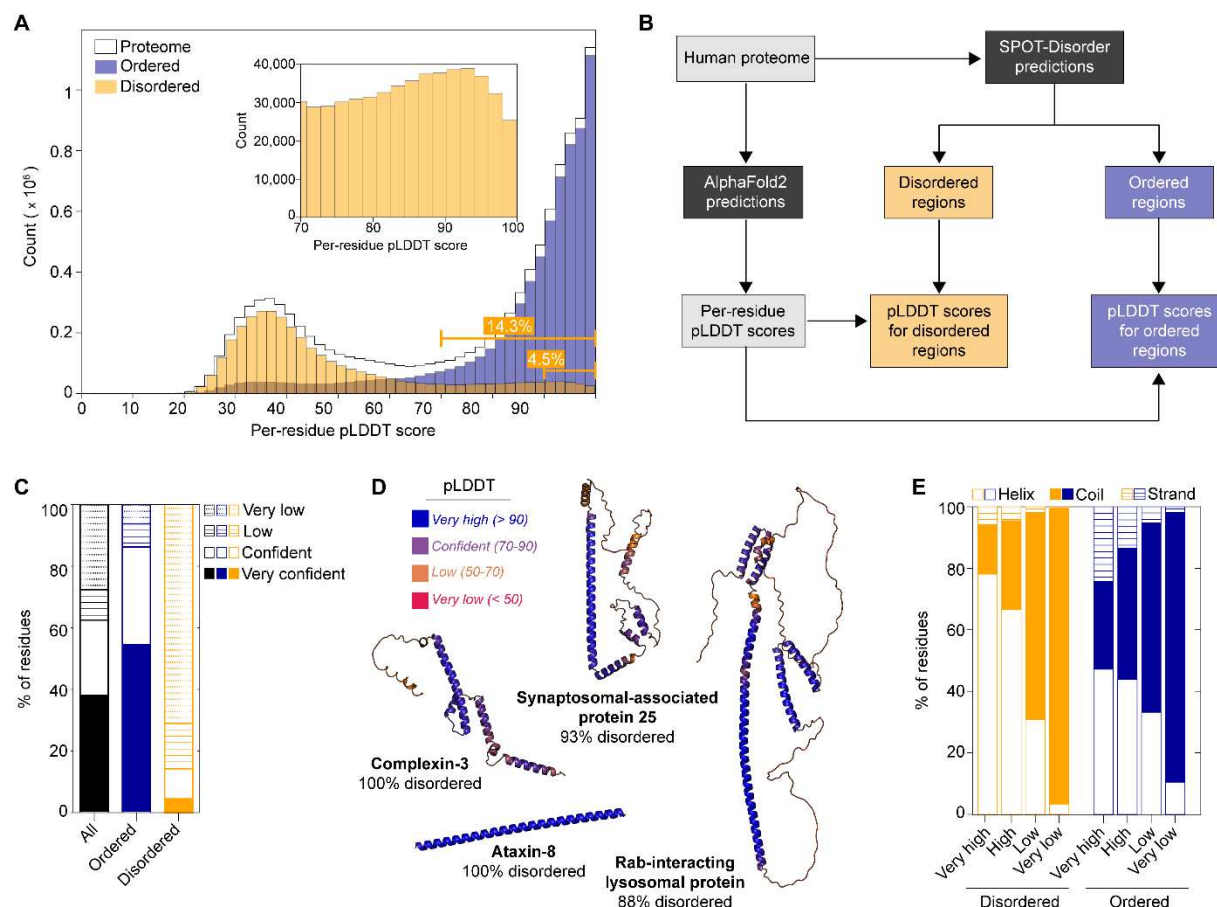 A
Proteome
Ordered
Disordered
Count ( x 10⁶)
1
0.8
0.6
0.4
0.2
0
0
10
20
30
40
50
60
70
80
90
Per-residue pLDDT score
14.3%
4.5%
Count
40,000
30,000
20,000
10,000
0
70
80
90
100
Per-residue pLDDT score
B
Human proteome
SPOT-Disorder
predictions
AlphaFold2
predictions
Disordered
regions
Ordered
regions
Per-residue
pLDDT scores
pLDDT scores
for disordered
regions
pLDDT scores
for ordered
regions
C
% of residues
100
80
60
40
20
0
All
Ordered
Disordered
Very low
Low
Confident
Very confident
D
pLDDT
Very high (> 90)
Confident (70-90)
Low (50-70)
Very low (< 50)
Synaptosomal-associated
protein 25
93% disordered
Complexin-3
100% disordered
Ataxin-8
100% disordered
Rab-interacting
lysosomal protein
88% disordered
E
Helix
Coil
Strand
% of residues
100
80
60
40
20
0
Very high
High
Low
Very low
Very high
High
Low
Very low
Disordered
Ordered